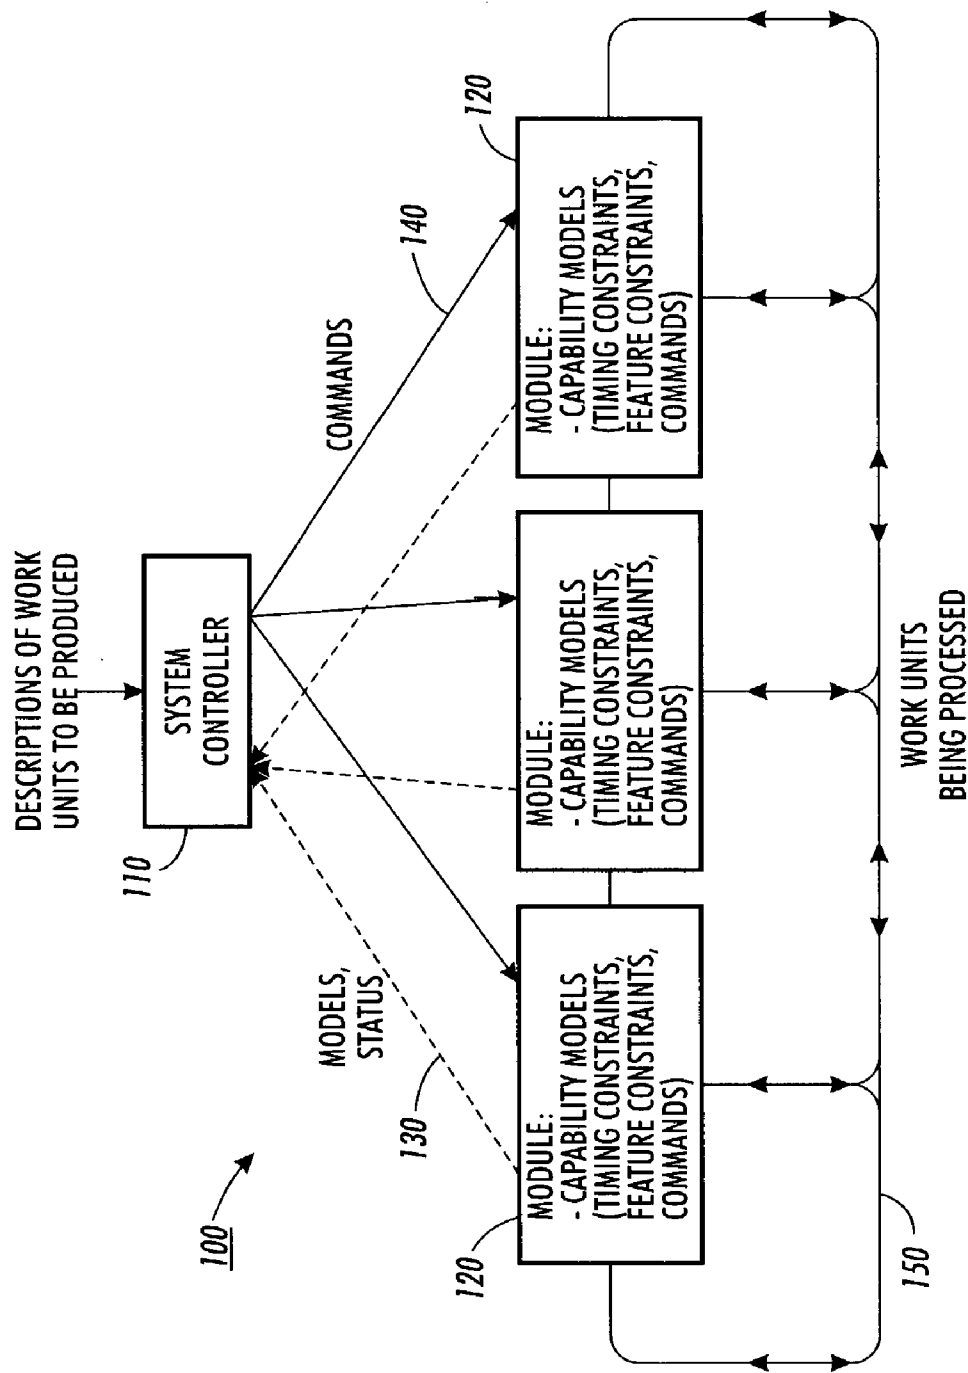 DESCRIPTIONS OF WORK
UNITS TO BE PRODUCED
SYSTEM
CONTROLLER
110
100
MODELS,
STATUS
130
COMMANDS
140
120
120
MODULE:
- CAPABILITY MODELS
(TIMING CONSTRAINTS,
FEATURE CONSTRAINTS,
COMMANDS)
MODULE:
- CAPABILITY MODELS
(TIMING CONSTRAINTS,
FEATURE CONSTRAINTS,
COMMANDS)
MODULE:
- CAPABILITY MODELS
(TIMING CONSTRAINTS,
FEATURE CONSTRAINTS,
COMMANDS)
150
WORK UNITS
BEING PROCESSED